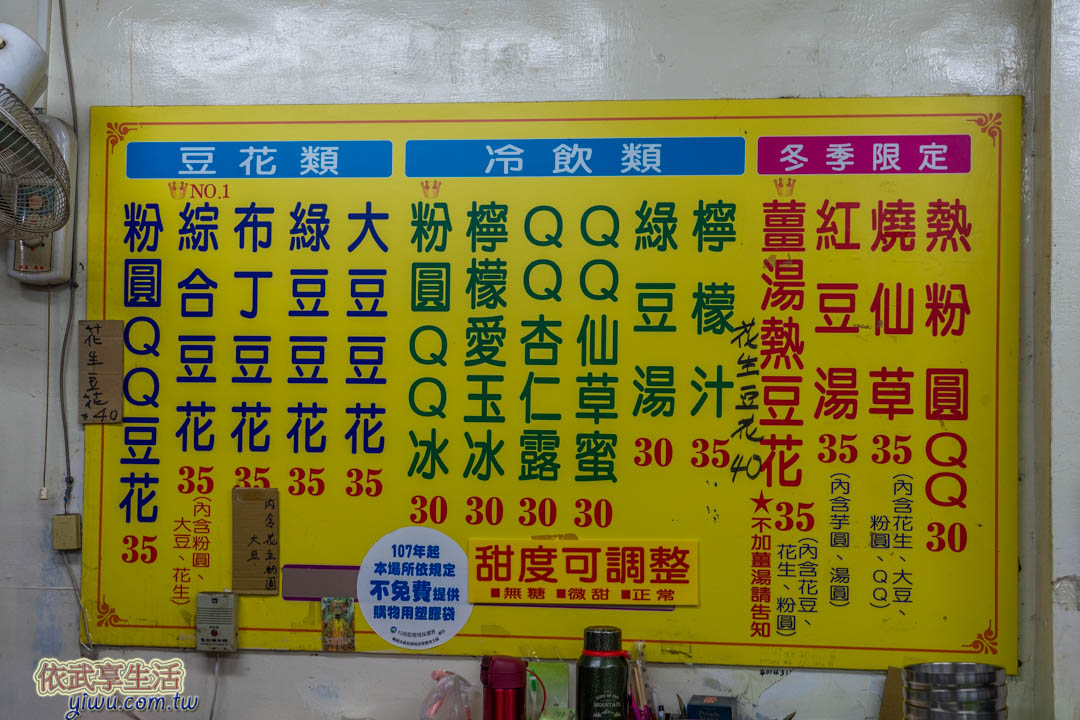 豆花類
粉圓QQ豆花 35
NO.1
綜合豆花 35
(內含粉圓、大豆、花生)
布丁豆花 35
綠豆豆花 35
大豆豆花 35
花生豆花
40
內含花生粉圓
大豆
冷飲類
粉圓QQ冰 30
檸檬愛玉冰 30
QQ杏仁露 30
QQ仙草蜜 30
綠豆湯 30
檸檬汁 35
花生豆花
40
冬季限定
薑湯熱豆花 35
(內含花豆、花生、粉圓)
★不加薑湯請告知
紅豆湯 35
(內含芋圓、湯圓)
燒仙草 35
(內含花生、大豆、粉圓、QQ)
熱粉圓QQ 30
107年起
本場所依規定
不免費提供
購物用塑膠袋
甜度可調整
■無糖 ■微甜 ■正常
依武享生活
yiwu.com.tw